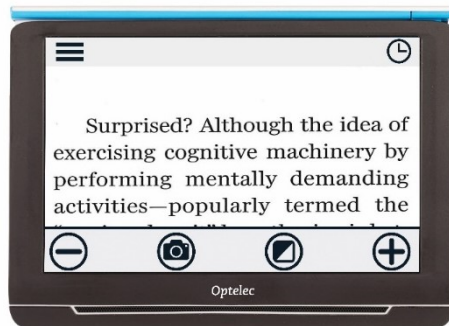 Surprised? Although the idea of
exercising cognitive machinery by
performing mentally demanding
activities—popularly termed the
Optelec